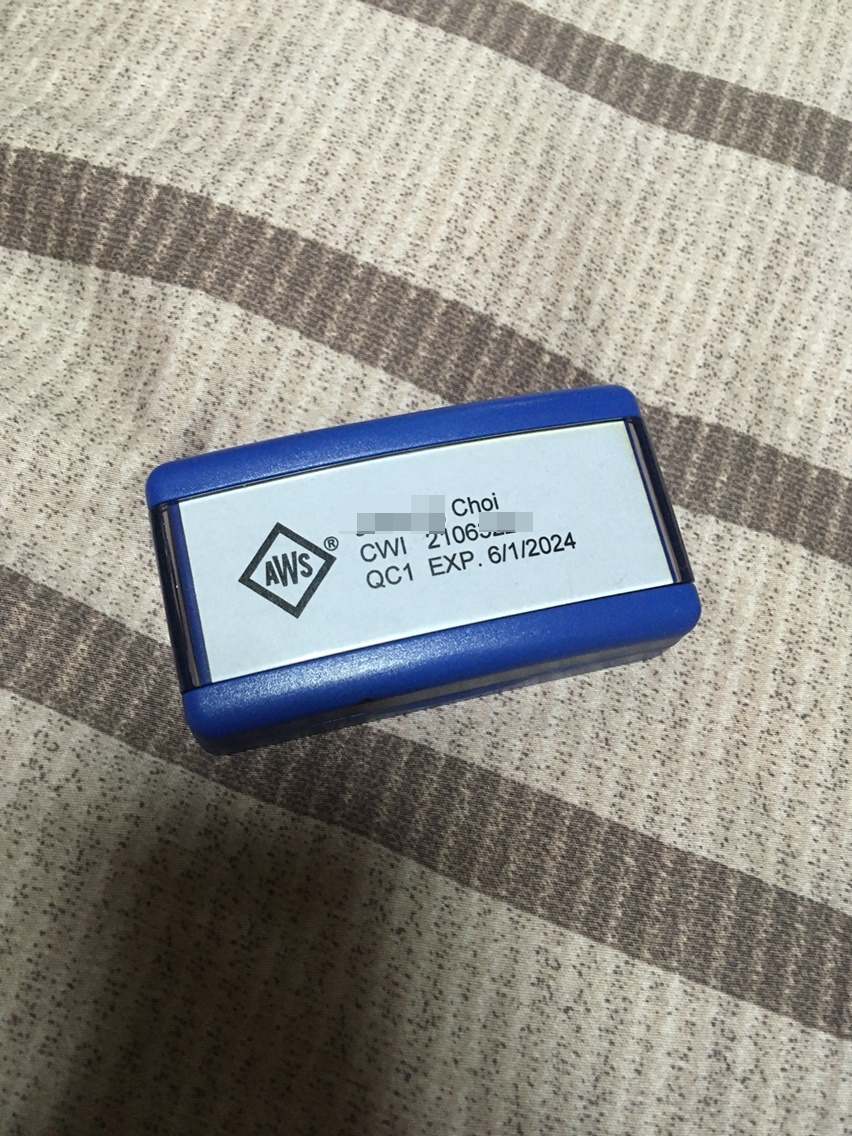 AWS®
Choi
CWI
QC1 EXP. 6/1/2024